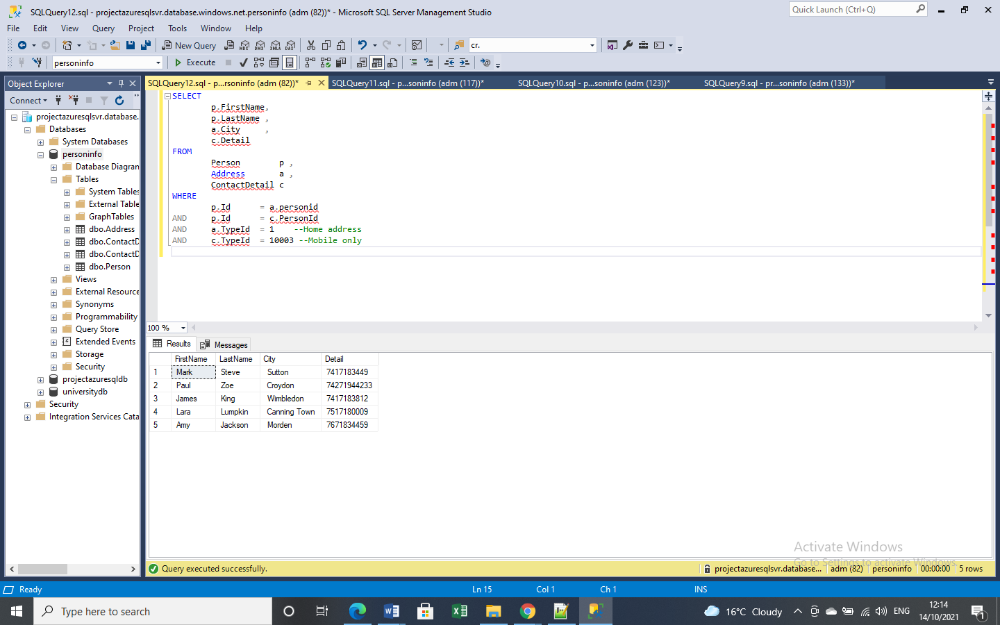 SQLQuery12.sql - projectazuresqlsvr.database.windows.net.personinfo (adm (82))* - Microsoft SQL Server Management Studio
Quick Launch (Ctrl+Q)
File Edit View Query Project Tools Window Help
New Query
MDX DMX XMLA DAX
cr.
personinfo
Execute
Object Explorer
SQLQuery12.sql - p...rsoninfo (adm (82))*
SQLQuery11.sql - p...soninfo (adm (117))*
SQLQuery10.sql - p...soninfo (adm (123))*
SQLQuery9.sql - pr...soninfo (adm (133))*
Connect
projectazuresqlsvr.database.
Databases
System Databases
personinfo
Database Diagran
Tables
System Tables
External Table
GraphTables
dbo.Address
dbo.ContactD
dbo.ContactD
dbo.Person
Views
External Resource
Synonyms
Programmability
Query Store
Extended Events
Storage
Security
projectazuresqldb
universitydb
Security
Integration Services Cata
SELECT
p.FirstName,
p.LastName ,
a.City ,
c.Detail
FROM
Person p ,
Address a ,
ContactDetail c
WHERE
p.Id = a.personid
AND p.Id = c.PersonId
AND a.TypeId = 1 --Home address
AND c.TypeId = 10003 --Mobile only
100 %
Results Messages
FirstName LastName City Detail
1 Mark Steve Sutton 7417183449
2 Paul Zoe Croydon 74271944233
3 James King Wimbledon 7417183812
4 Lara Lumpkin Canning Town 7517180009
5 Amy Jackson Morden 7671834459
Activate Windows
Go to Settings to activate Windows.
Query executed successfully.
projectazuresqlsvr.database... adm (82) personinfo 00:00:00 5 rows
Ready
Ln 15 Col 1 Ch 1 INS
Type here to search
16°C Cloudy
ENG
12:14
14/10/2021
1